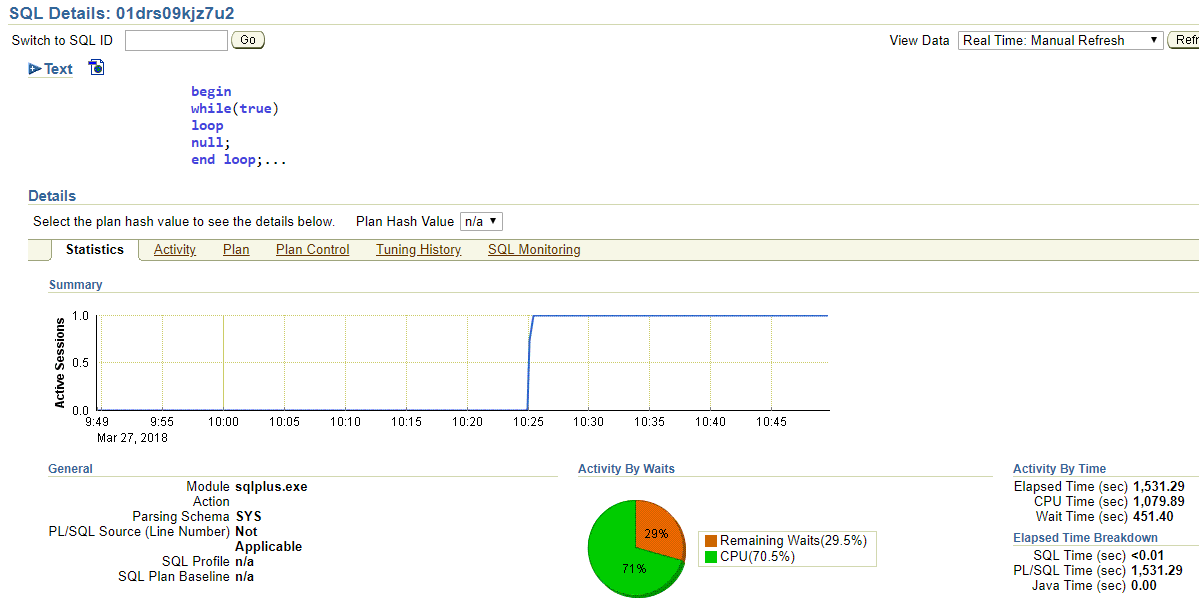 SQL Details: 01drs09kjz7u2
Switch to SQL ID Go View Data Real Time: Manual Refresh Refr
Text
begin
while(true)
loop
null;
end loop;...
Details
Select the plan hash value to see the details below. Plan Hash Value n/a
Statistics Activity Plan Plan Control Tuning History SQL Monitoring
Summary
Active Sessions
1.0
0.5
0.0
9:49 9:55 10:00 10:05 10:10 10:15 10:20 10:25 10:30 10:35 10:40 10:45
Mar 27, 2018
General
Module sqlplus.exe
Action
Parsing Schema SYS
PL/SQL Source (Line Number) Not
Applicable
SQL Profile n/a
SQL Plan Baseline n/a
Activity By Waits
29%
71%
Remaining Waits(29.5%)
CPU(70.5%)
Activity By Time
Elapsed Time (sec) 1,531.29
CPU Time (sec) 1,079.89
Wait Time (sec) 451.40
Elapsed Time Breakdown
SQL Time (sec) <0.01
PL/SQL Time (sec) 1,531.29
Java Time (sec) 0.00